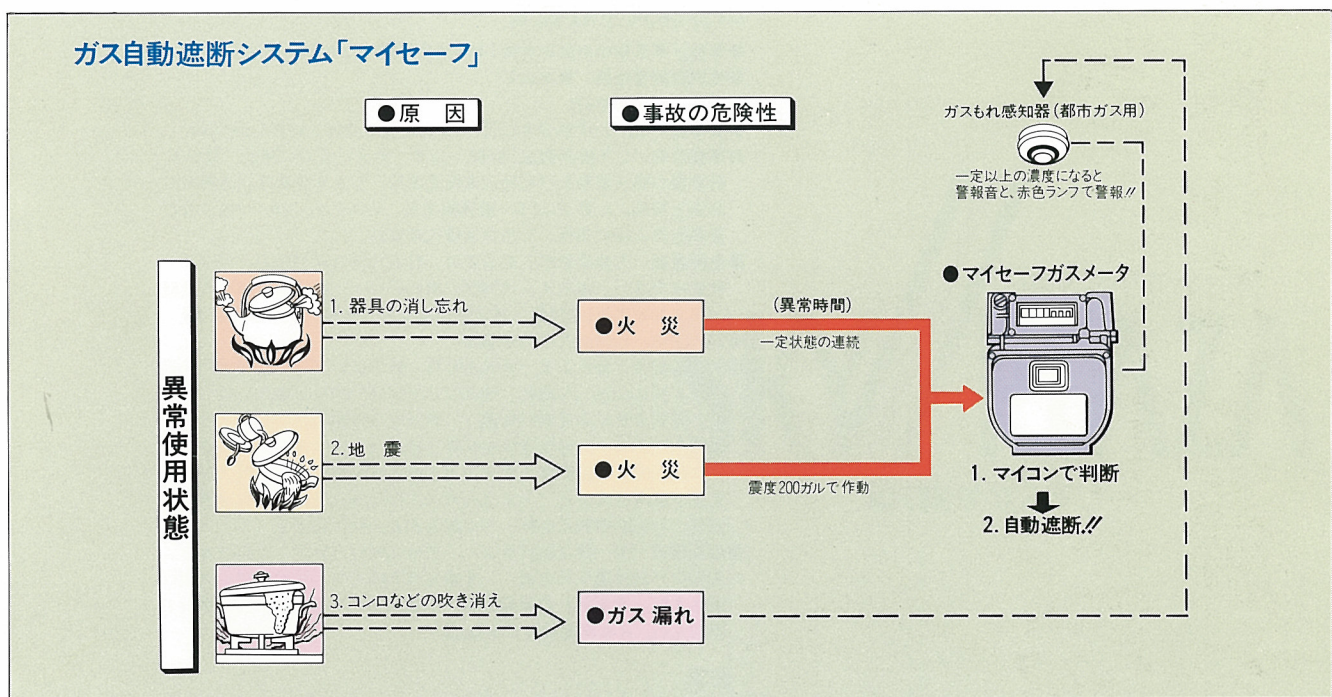 ガス自動遮断システム「マイセーフ」
●原　因
●事故の危険性
ガスもれ感知器(都市ガス用)
一定以上の濃度になると
警報音と、赤色ランプで警報!!
異常使用状態
1. 器具の消し忘れ
●火　災
(異常時間)
一定状態の連続
●マイセーフガスメータ
2. 地　震
●火　災
震度200ガルで作動
1. マイコンで判断
2. 自動遮断!!
3. コンロなどの吹き消え
●ガス漏れ